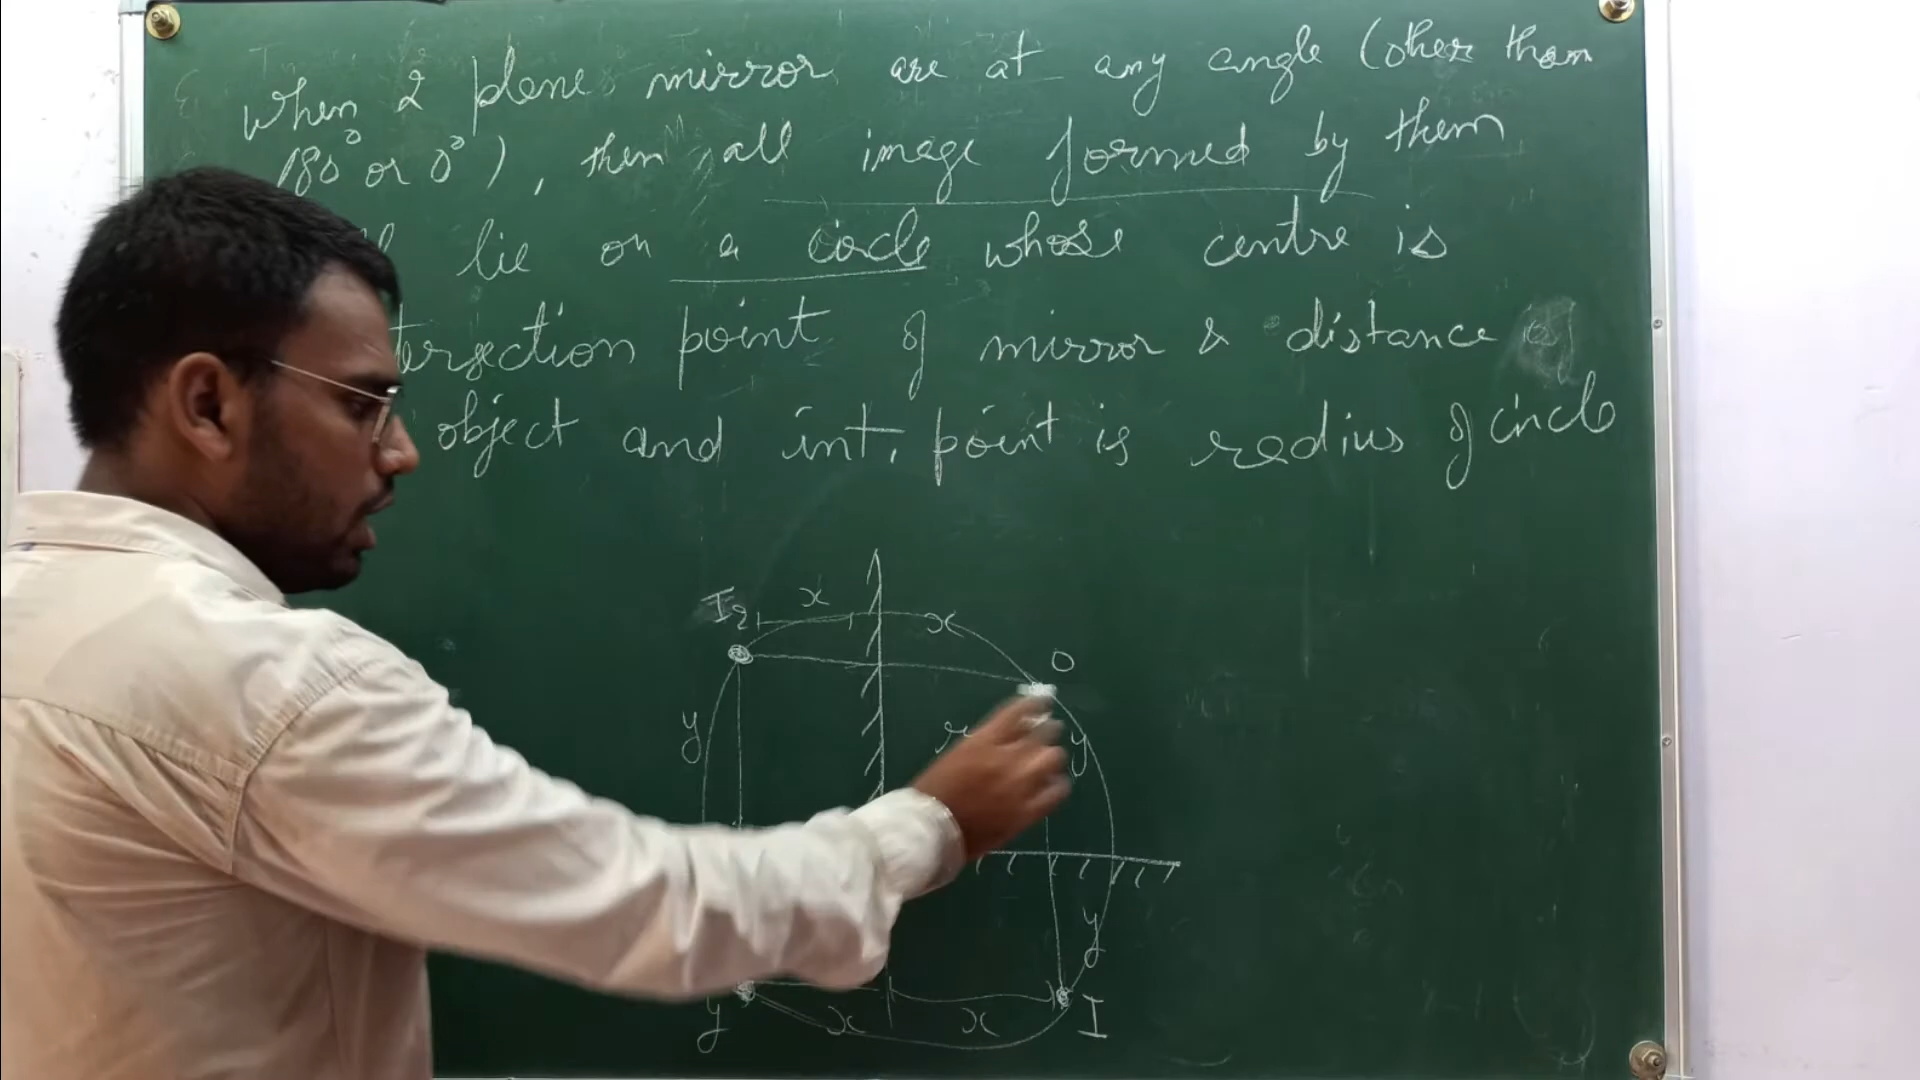 When 2 plane mirror are at any angle (other than
180° or 0°), then all image formed by them
lie on a circle whose centre is
tersection point of mirror & distance of
object and int. point is radius of circle
I2 x x O
y y
y
y x x I